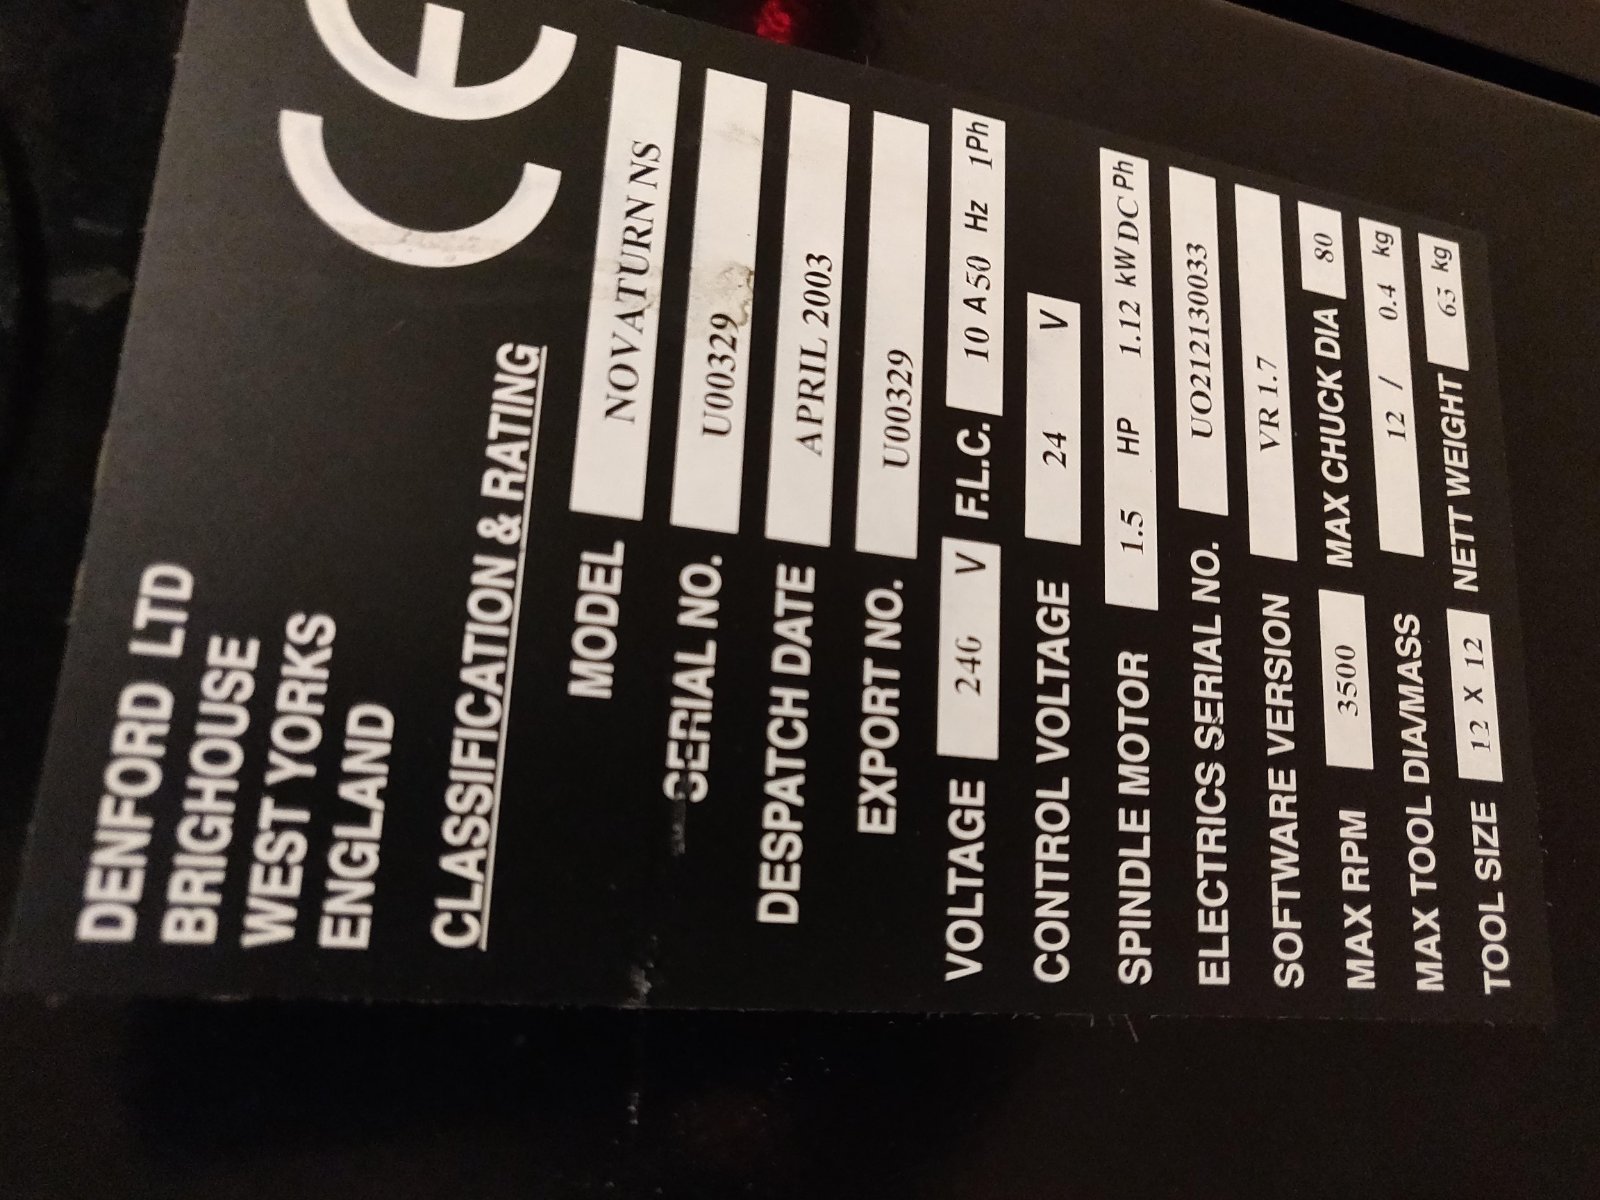 CE
DENFORD LTD
BRIGHOUSE
WEST YORKS
ENGLAND
CLASSIFICATION & RATING
MODEL NOVATURN NS
SERIAL NO. U00329
DESPATCH DATE APRIL 2003
EXPORT NO. U00329
VOLTAGE 240 V F.L.C. 10 A 50 Hz 1Ph
CONTROL VOLTAGE 24 V
SPINDLE MOTOR 1.5 HP 1.12 kW DC Ph
ELECTRICS SERIAL NO. UO212130033
SOFTWARE VERSION VR 1.7
MAX RPM 3500 MAX CHUCK DIA 80
MAX TOOL DIA/MASS 12 / 0.4 kg
TOOL SIZE 12 X 12 NETT WEIGHT 63 kg